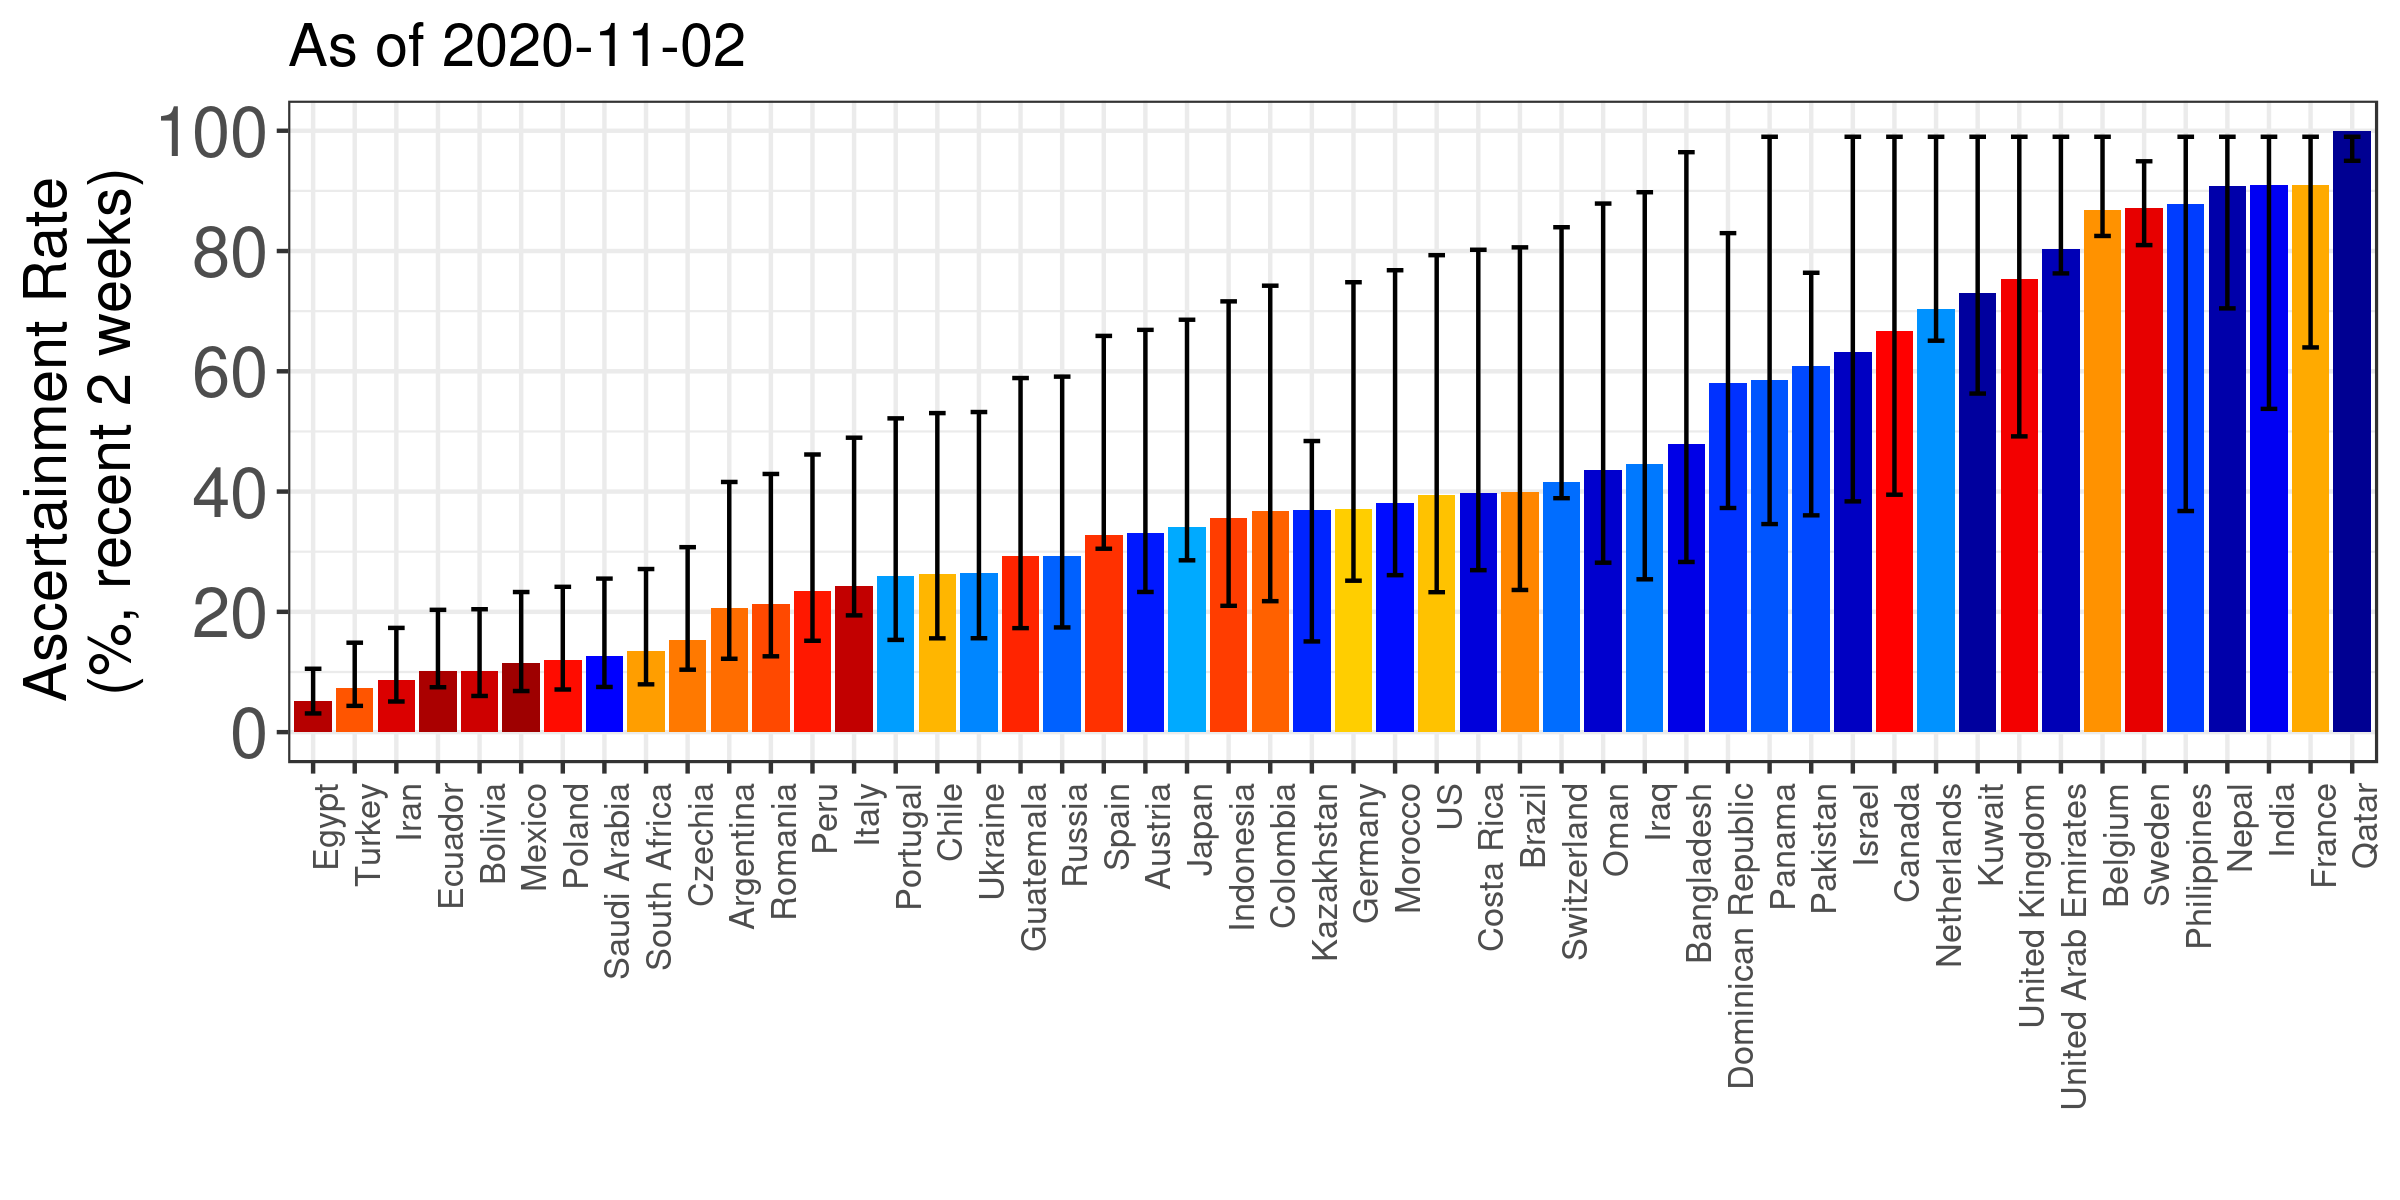 As of 2020-11-02
Ascertainment Rate
(%, recent 2 weeks)
100
80
60
40
20
0
Egypt
Turkey
Iran
Ecuador
Bolivia
Mexico
Poland
Saudi Arabia
South Africa
Czechia
Argentina
Romania
Peru
Italy
Portugal
Chile
Ukraine
Guatemala
Russia
Spain
Austria
Japan
Indonesia
Colombia
Kazakhstan
Germany
Morocco
US
Costa Rica
Brazil
Switzerland
Oman
Iraq
Bangladesh
Dominican Republic
Panama
Pakistan
Israel
Canada
Netherlands
Kuwait
United Kingdom
United Arab Emirates
Belgium
Sweden
Philippines
Nepal
India
France
Qatar